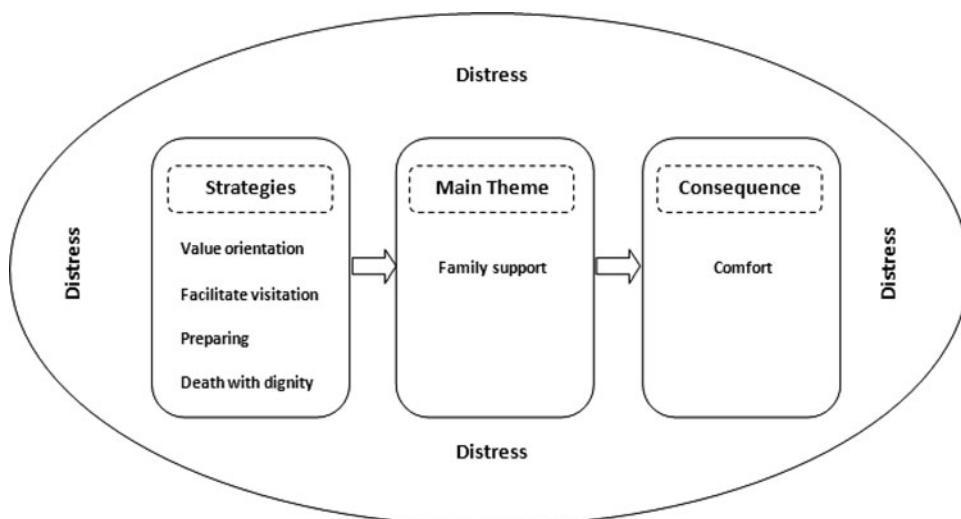 Distress
Strategies
Value orientation
Facilitate visitation
Preparing
Death with dignity
Main Theme
Family support
Consequence
Comfort
Distress
Distress
Distress